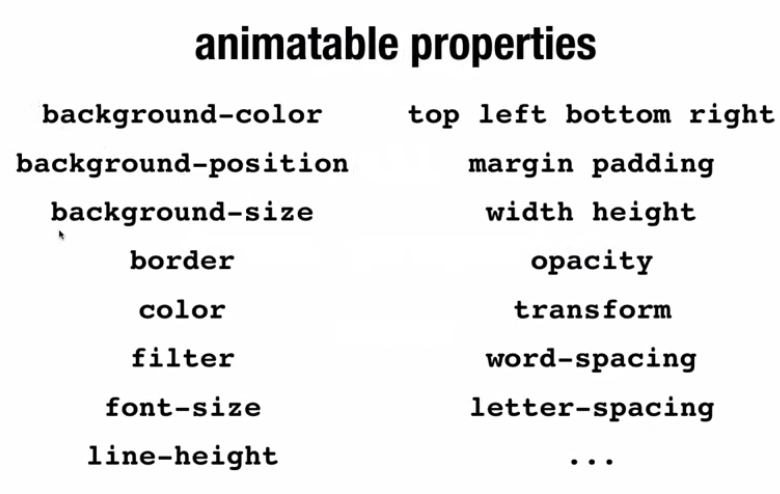 animatable properties
background-color
background-position
background-size
border
color
filter
font-size
line-height
top left bottom right
margin padding
width height
opacity
transform
word-spacing
letter-spacing
...